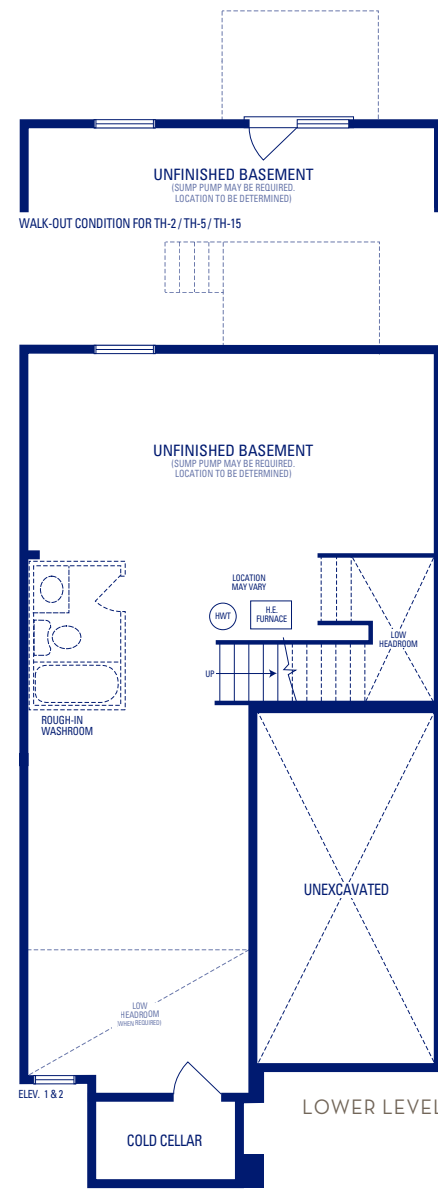 UNFINISHED BASEMENT
(SUMP PUMP MAY BE REQUIRED.
LOCATION TO BE DETERMINED)
WALK-OUT CONDITION FOR TH-2 / TH-5 / TH-15
UNFINISHED BASEMENT
(SUMP PUMP MAY BE REQUIRED.
LOCATION TO BE DETERMINED)
LOCATION
MAY VARY
HWT
H.E.
FURNACE
LOW
HEADROOM
UP
ROUGH-IN
WASHROOM
UNEXCAVATED
LOW
HEADROOM
(WHEN REQUIRED)
ELEV. 1 & 2
LOWER LEVEL
COLD CELLAR